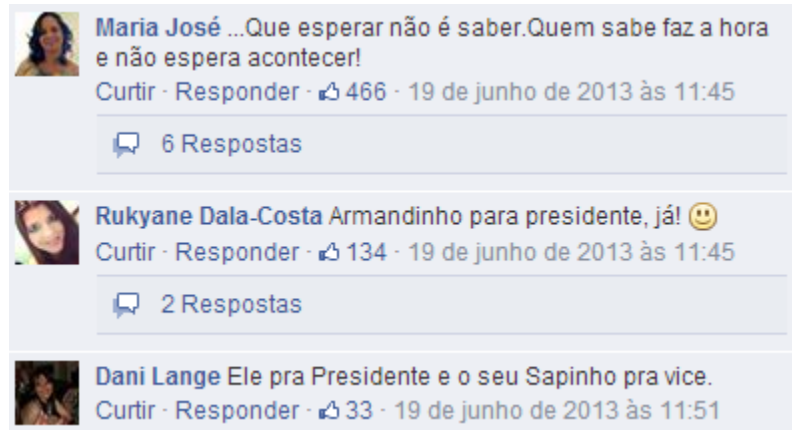 Maria José ...Que esperar não é saber.Quem sabe faz a hora
e não espera acontecer!
Curtir · Responder · 466 · 19 de junho de 2013 às 11:45
6 Respostas
Rukyane Dala-Costa Armandinho para presidente, já!
Curtir · Responder · 134 · 19 de junho de 2013 às 11:45
2 Respostas
Dani Lange Ele pra Presidente e o seu Sapinho pra vice.
Curtir · Responder · 33 · 19 de junho de 2013 às 11:51